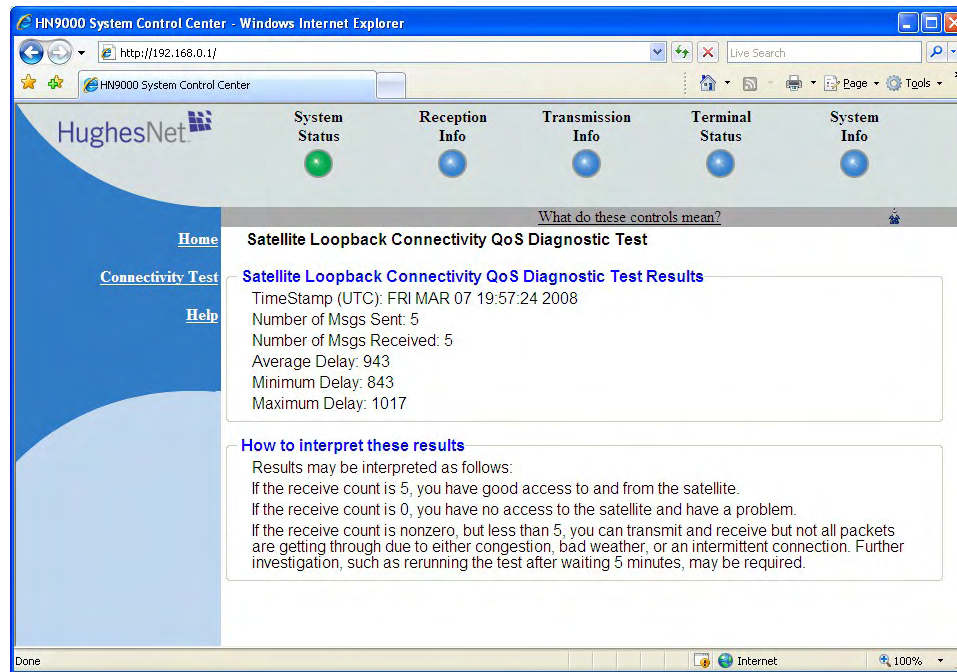 HN9000 System Control Center - Windows Internet Explorer
http://192.168.0.1/
Live Search
HN9000 System Control Center
Page
Tools
HughesNet
System Status
Reception Info
Transmission Info
Terminal Status
System Info
What do these controls mean?
Home
Connectivity Test
Help
Satellite Loopback Connectivity QoS Diagnostic Test
Satellite Loopback Connectivity QoS Diagnostic Test Results
TimeStamp (UTC): FRI MAR 07 19:57:24 2008
Number of Msgs Sent: 5
Number of Msgs Received: 5
Average Delay: 943
Minimum Delay: 843
Maximum Delay: 1017
How to interpret these results
Results may be interpreted as follows:
If the receive count is 5, you have good access to and from the satellite.
If the receive count is 0, you have no access to the satellite and have a problem.
If the receive count is nonzero, but less than 5, you can transmit and receive but not all packets
are getting through due to either congestion, bad weather, or an intermittent connection. Further
investigation, such as rerunning the test after waiting 5 minutes, may be required.
Done
Internet
100%